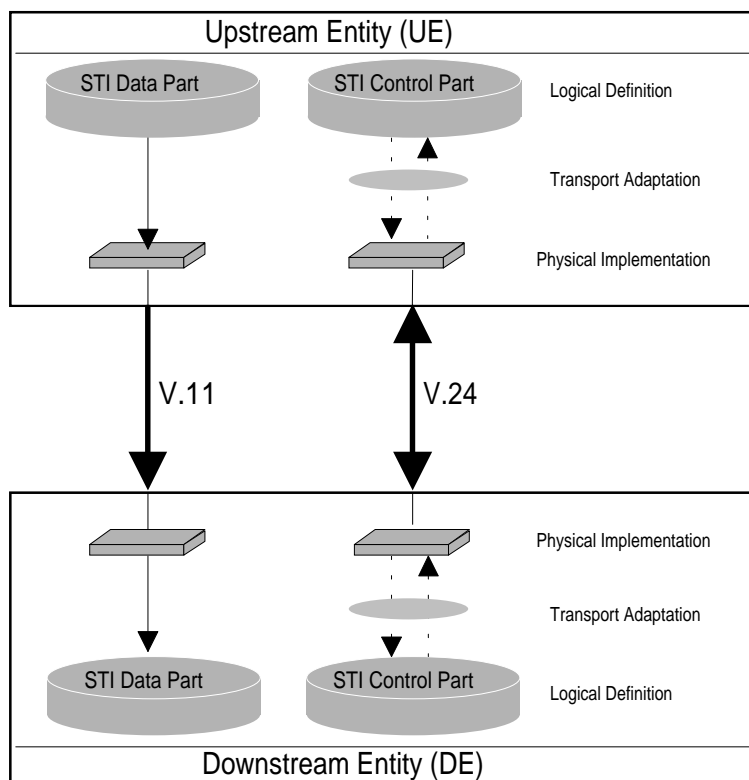 Upstream Entity (UE)
STI Data Part
STI Control Part
Logical Definition
Transport Adaptation
Physical Implementation
V.11
V.24
Physical Implementation
Transport Adaptation
STI Data Part
STI Control Part
Logical Definition
Downstream Entity (DE)